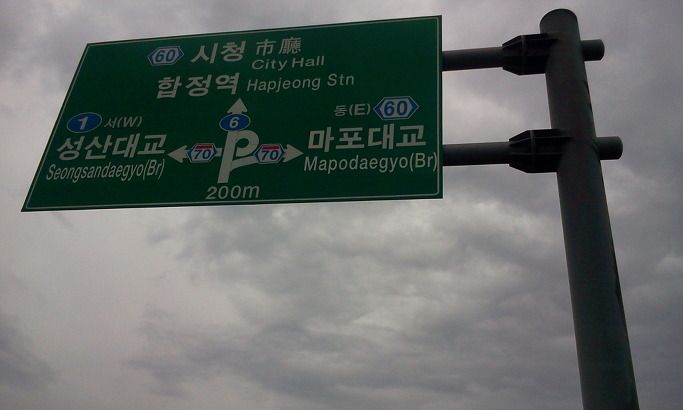 60 시청 市廳
City Hall
합정역 Hapjeong Stn
1 서(W)
6
동(E) 60
성산대교
70
70
마포대교
Seongsandaegyo(Br)
Mapodaegyo(Br)
200m